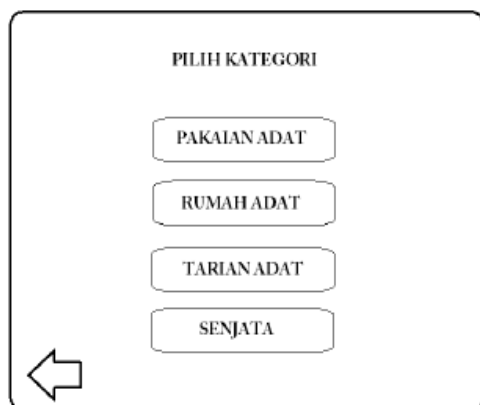 PILIH KATEGORI
PAKAIAN ADAT
RUMAH ADAT
TARIAN ADAT
SENJATA